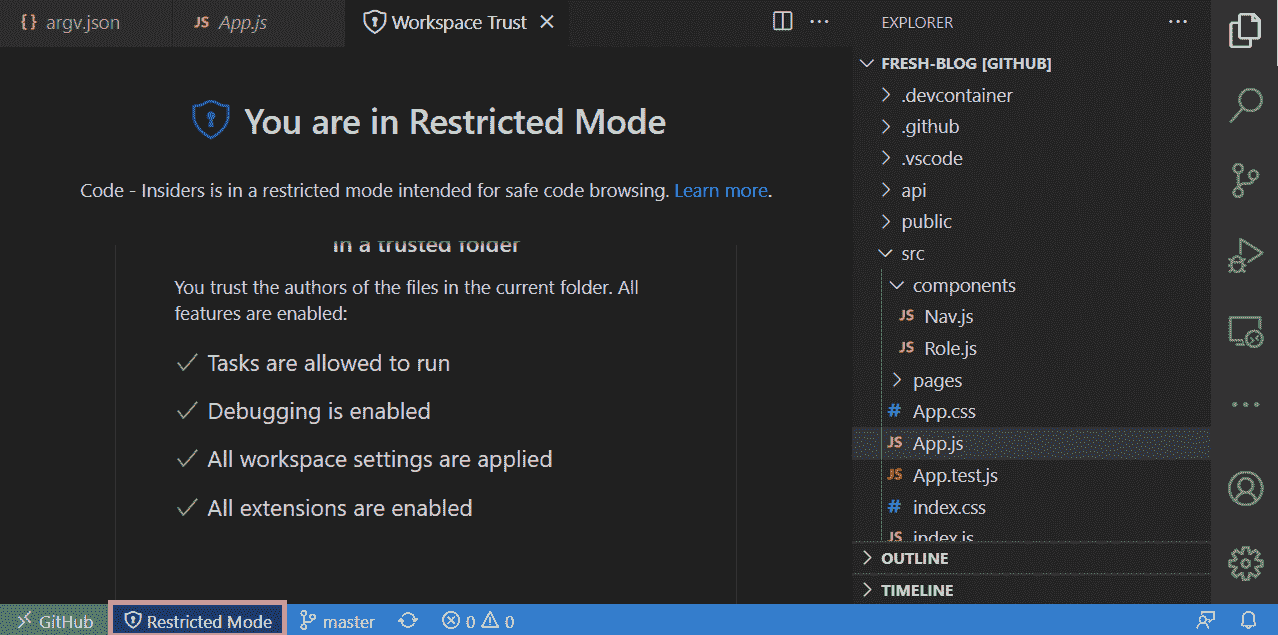 {} argv.json
JS App.js
Workspace Trust
You are in Restricted Mode
Code - Insiders is in a restricted mode intended for safe code browsing. Learn more.
in a trusted folder
You trust the authors of the files in the current folder. All
features are enabled:
Tasks are allowed to run
Debugging is enabled
All workspace settings are applied
All extensions are enabled
EXPLORER
FRESH-BLOG [GITHUB]
.devcontainer
.github
.vscode
api
public
src
components
JS Nav.js
JS Role.js
pages
# App.css
JS App.js
JS App.test.js
# index.css
JS index.js
OUTLINE
TIMELINE
GitHub
Restricted Mode
master
0
0